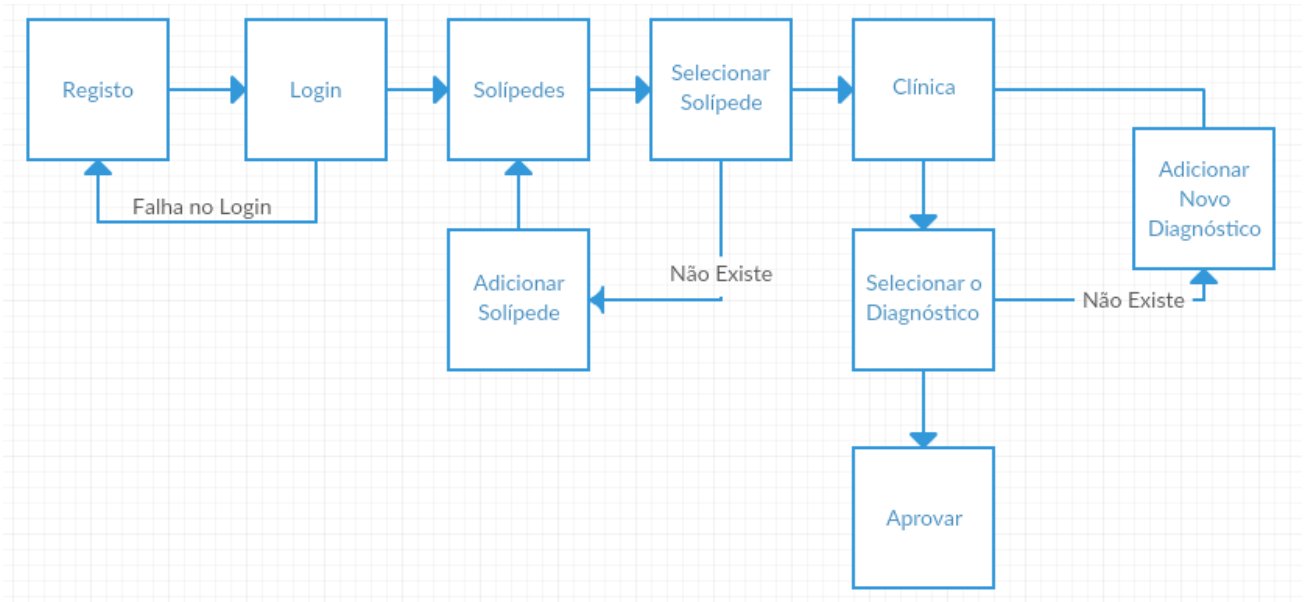 Registo
Login
Solípedes
Selecionar
Solípede
Clínica
Adicionar
Novo
Diagnóstico
Falha no Login
Adicionar
Solípede
Não Existe
Selecionar o
Diagnóstico
Não Existe
Aprovar